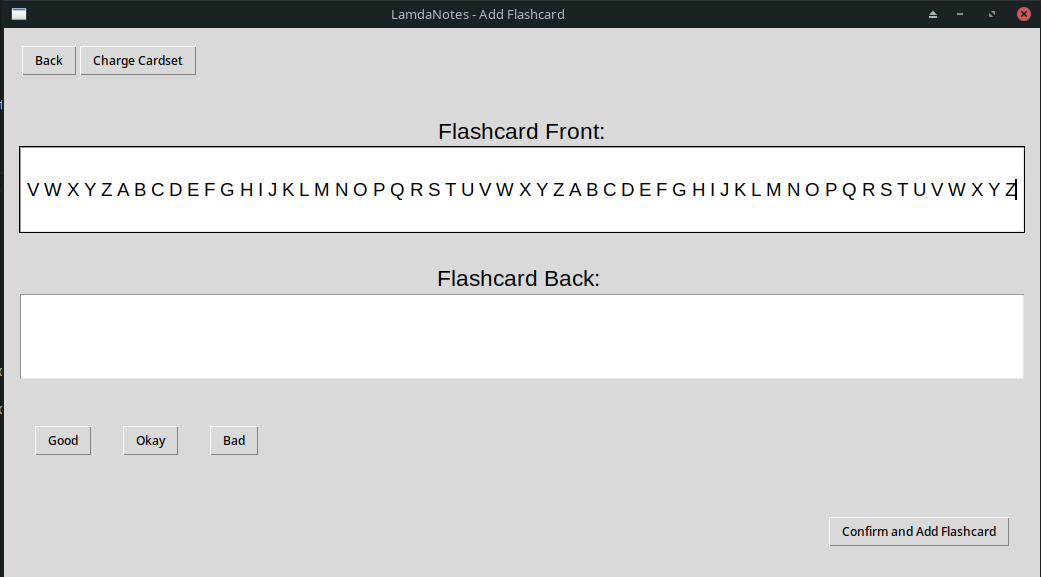 LamdaNotes - Add Flashcard
Back Charge Cardset
Flashcard Front:
V W X Y Z A B C D E F G H I J K L M N O P Q R S T U V W X Y Z A B C D E F G H I J K L M N O P Q R S T U V W X Y Z
Flashcard Back:
Good Okay Bad
Confirm and Add Flashcard